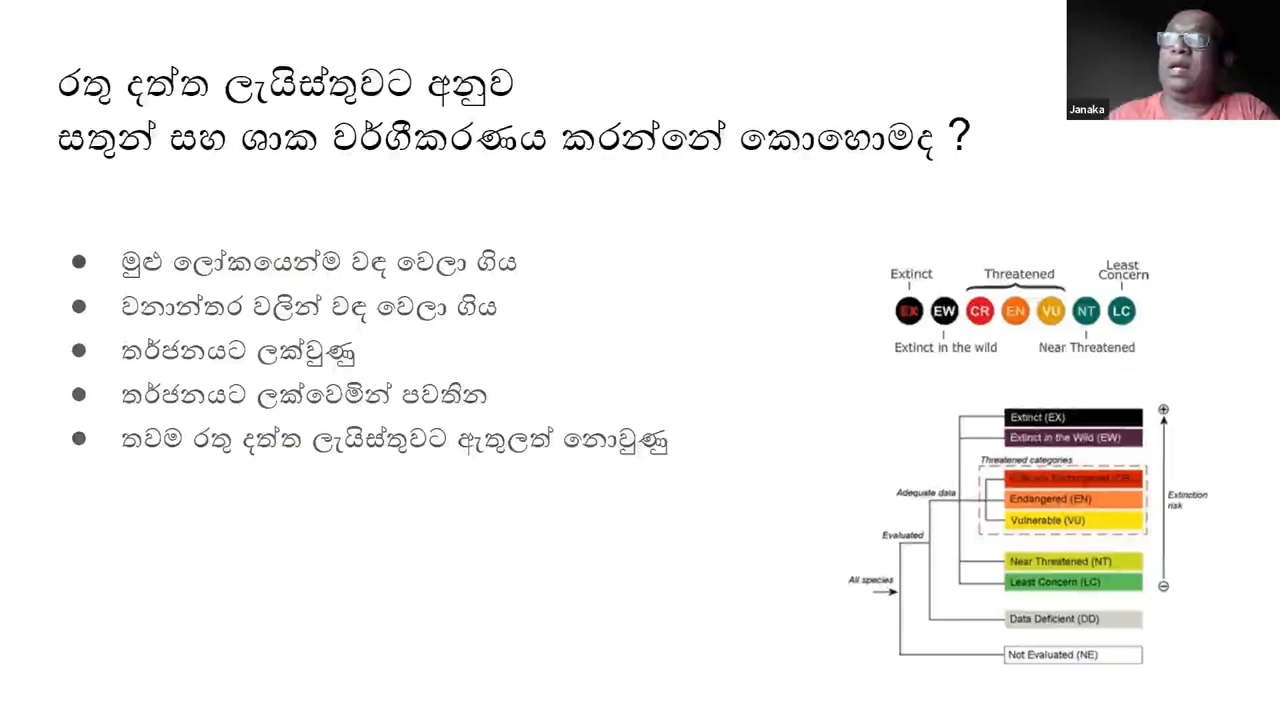 රතු දත්ත ලැයිස්තුවට අනුව
සතුන් සහ ශාක වර්ගීකරණය කරන්නේ කොහොමද ?
Janaka
● මුළු ලෝකයෙන්ම වඳ වෙලා ගිය
● වනාන්තර වලින් වඳ වෙලා ගිය
● තර්ජනයට ලක්වුණු
● තර්ජනයට ලක්වෙමින් පවතින
● තවම රතු දත්ත ලැයිස්තුවට ඇතුලත් නොවුණු
Extinct Threatened Least Concern
EX EW CR EN VU NT LC
Extinct in the wild Near Threatened
Extinct (EX)
Extinct in the Wild (EW)
Threatened categories
Adequate data
Endangered (EN)
Extinction risk
Vulnerable (VU)
Evaluated
Near Threatened (NT)
All species
Least Concern (LC)
Data Deficient (DD)
Not Evaluated (NE)